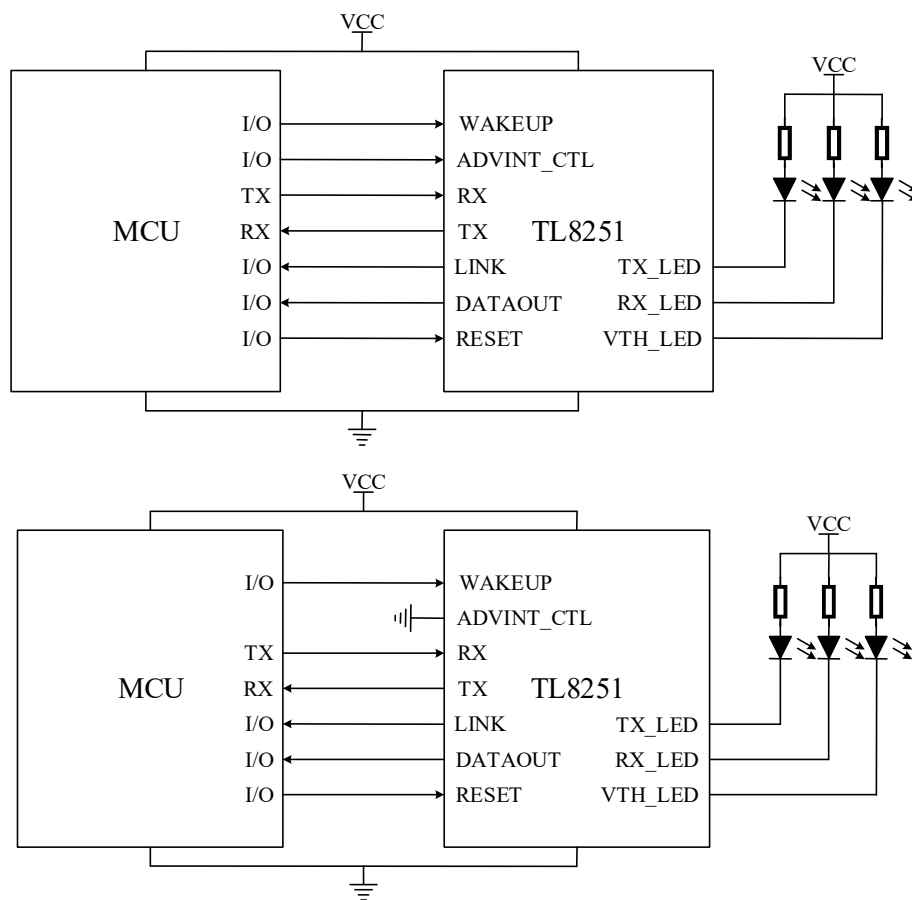 VCC
VCC
I/O WAKEUP
I/O ADVINT_CTL
TX RX
MCU RX TX TL8251
I/O LINK TX_LED
I/O DATAOUT RX_LED
I/O RESET VTH_LED
VCC
VCC
I/O WAKEUP
ADVINT_CTL
TX RX
MCU RX TX TL8251
I/O LINK TX_LED
I/O DATAOUT RX_LED
I/O RESET VTH_LED